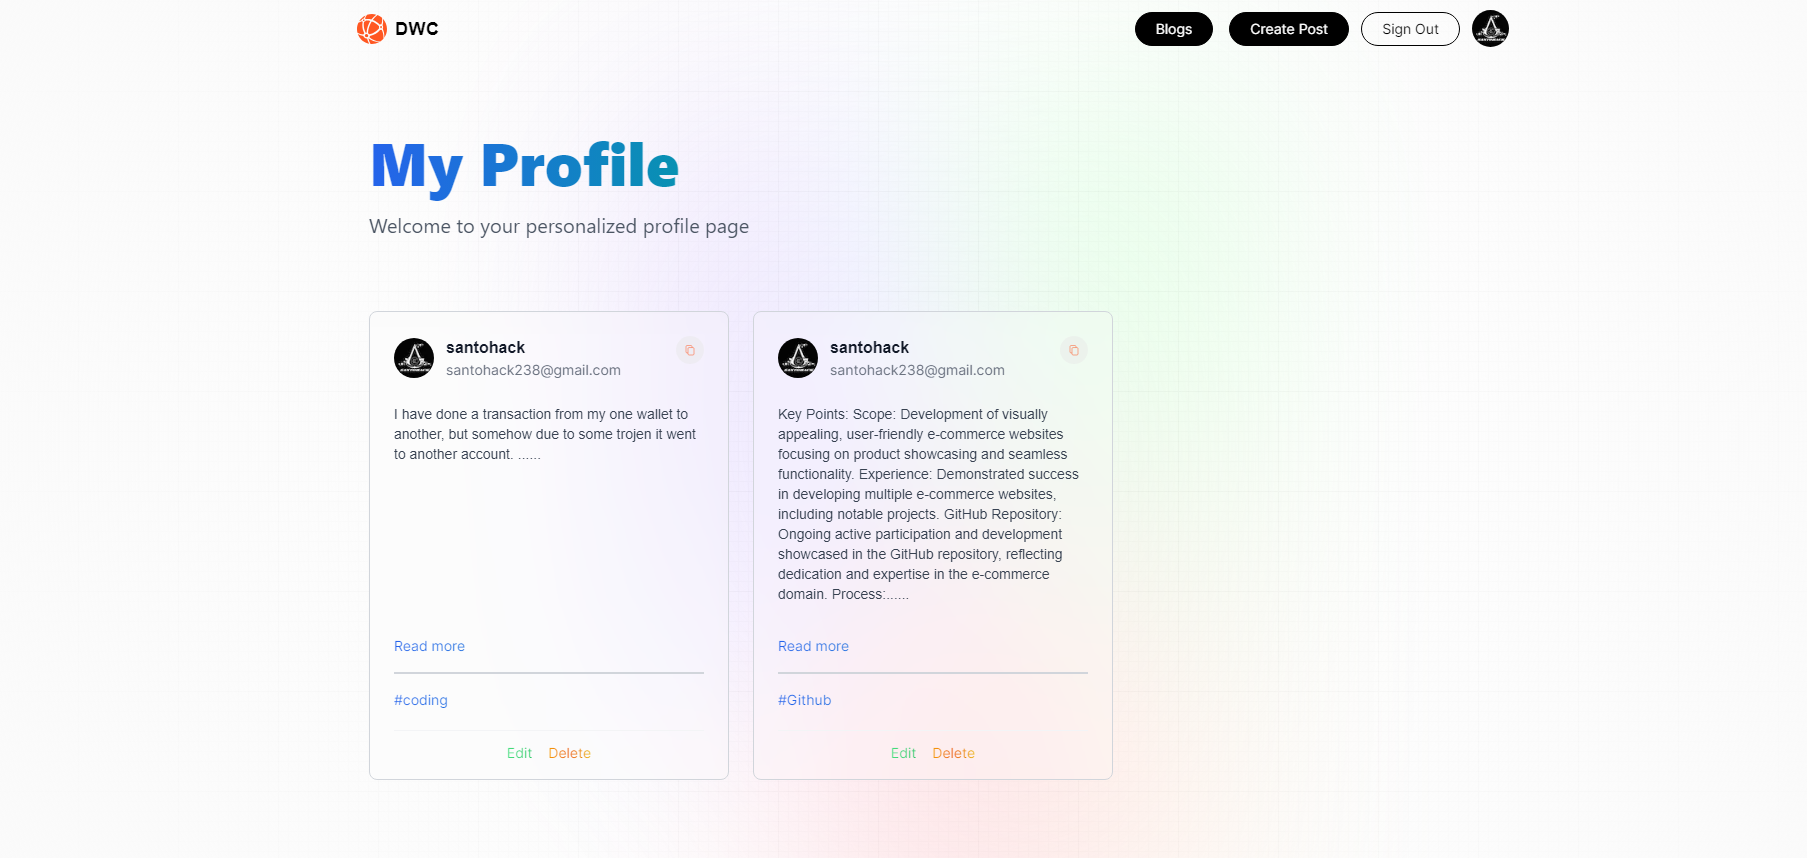 DWC
Blogs
Create Post
Sign Out
My Profile
Welcome to your personalized profile page
santohack
santohack238@gmail.com
I have done a transaction from my one wallet to
another, but somehow due to some trojen it went
to another account. ......
Read more
#coding
Edit Delete
santohack
santohack238@gmail.com
Key Points: Scope: Development of visually
appealing, user-friendly e-commerce websites
focusing on product showcasing and seamless
functionality. Experience: Demonstrated success
in developing multiple e-commerce websites,
including notable projects. GitHub Repository:
Ongoing active participation and development
showcased in the GitHub repository, reflecting
dedication and expertise in the e-commerce
domain. Process:......
Read more
#Github
Edit Delete